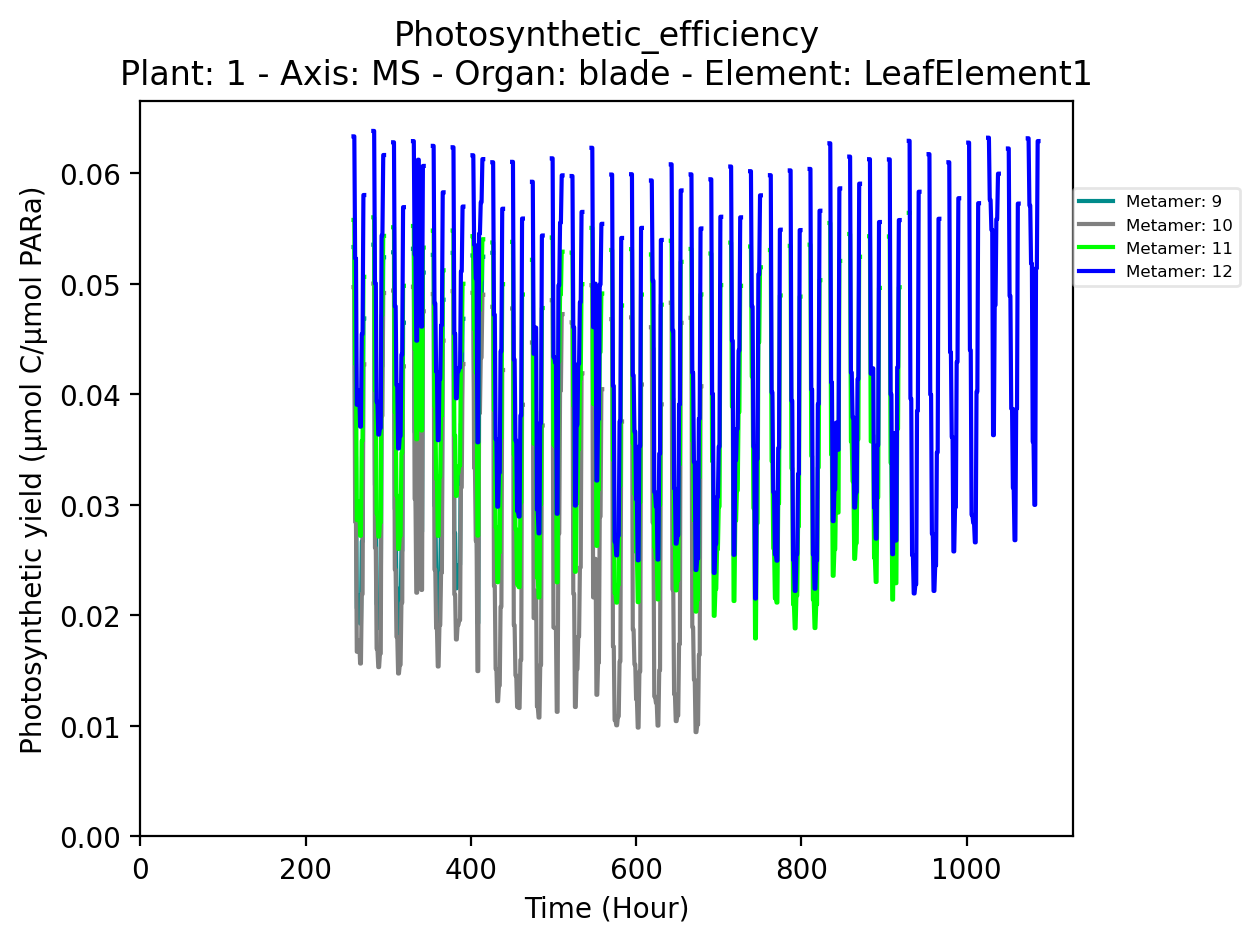 Photosynthetic_efficiency
Plant: 1 - Axis: MS - Organ: blade - Element: LeafElement1
Photosynthetic yield (µmol C/µmol PARa)
0.06
0.05
0.04
0.03
0.02
0.01
0.00
0 200 400 600 800 1000
Time (Hour)
Metamer: 9
Metamer: 10
Metamer: 11
Metamer: 12